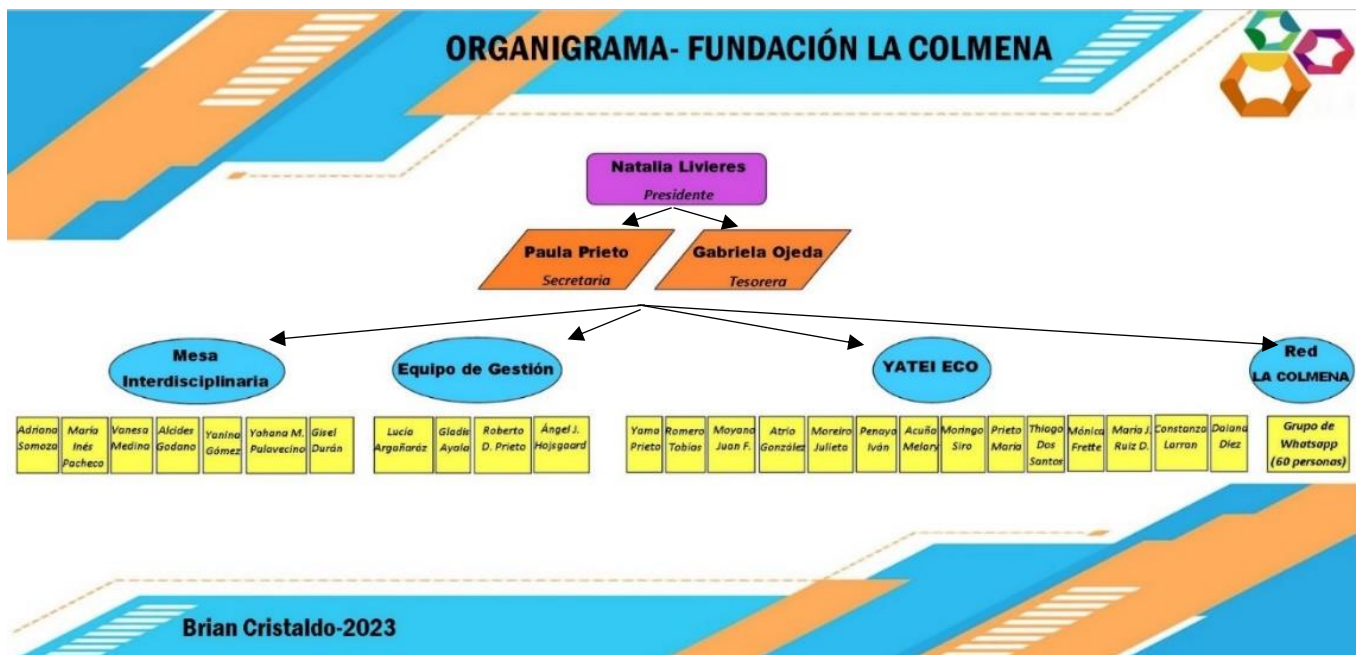 ORGANIGRAMA- FUNDACIÓN LA COLMENA
Natalia Livieres
Presidente
Paula Prieto
Secretaria
Gabriela Ojeda
Tesorera
Mesa
Interdisciplinaria
Equipo de Gestión
YATEI ECO
Red
LA COLMENA
Adriana
Somoza
María
Inés
Pacheco
Vanesa
Medina
Alcides
Godano
Yanina
Gómez
Yohana M.
Palavecino
Gisel
Durán
Lucía
Argañaráz
Gladis
Ayala
Roberto
D. Prieto
Ángel J.
Hojsgaard
Yama
Prieto
Romero
Tobías
Moyana
Juan F.
Atrio
González
Moreiro
Julieta
Penayo
Iván
Acuña
Melany
Moringo
Siro
Prieto
María
Thiago
Dos
Santos
Mónica
Frette
María J.
Ruiz D.
Constanza
Larran
Daiana
Diez
Grupo de
Whatsapp
(60 personas)
Brian Cristaldo-2023